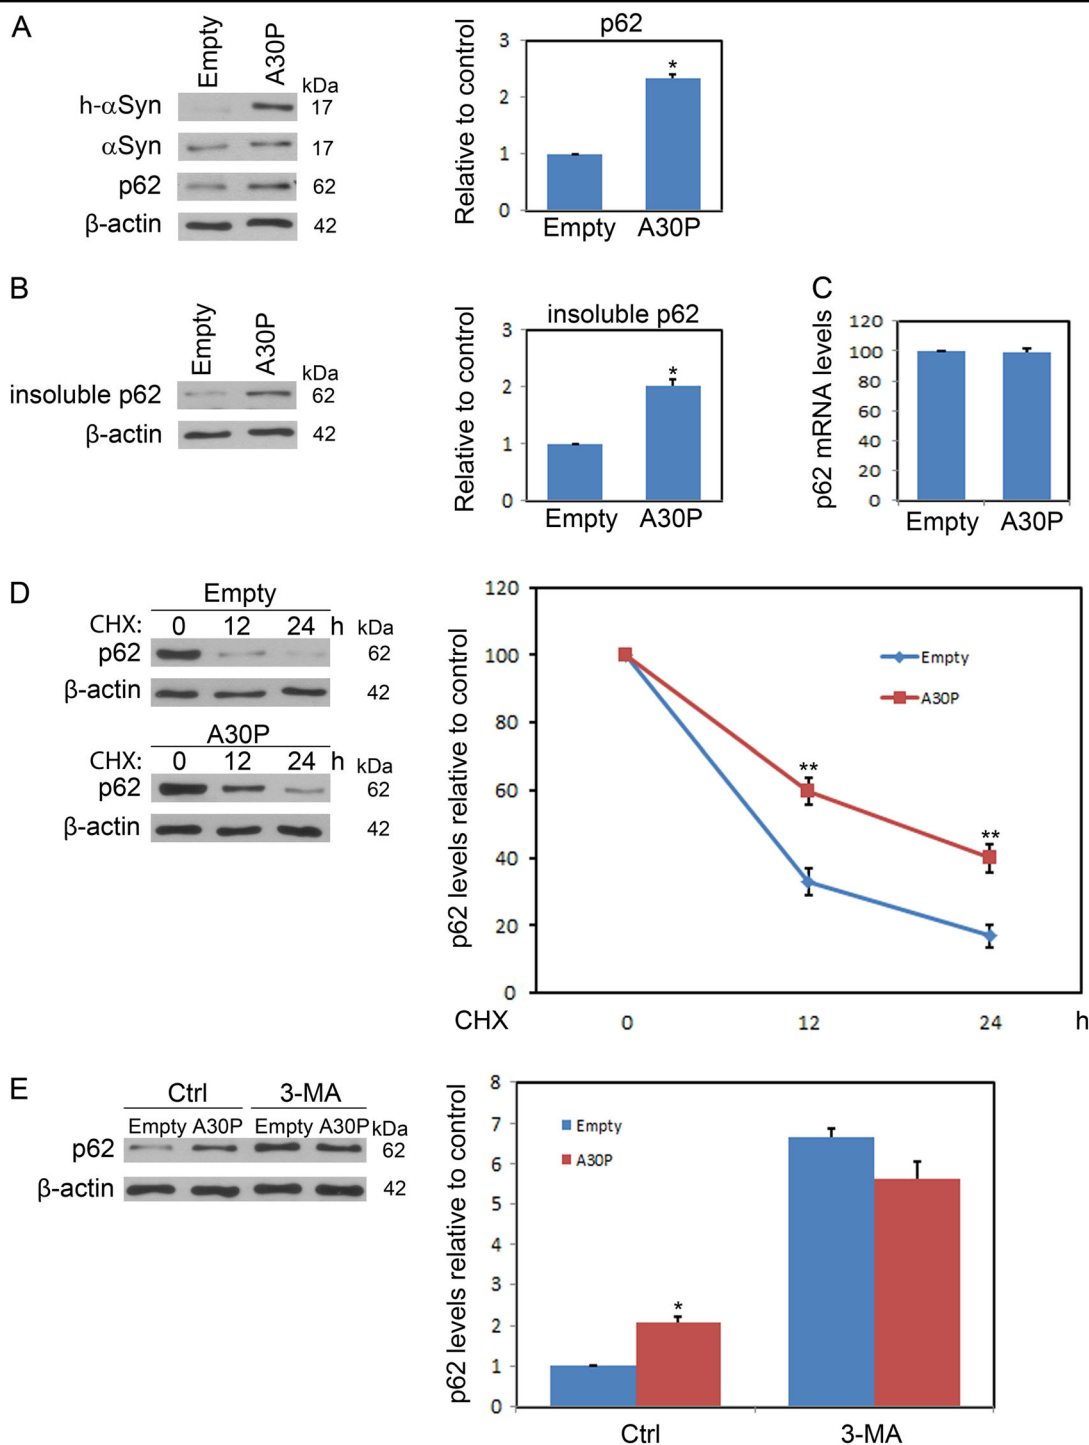 A
Empty
A30P
kDa
h-αSyn
17
αSyn
17
p62
62
β-actin
42
p62
Relative to control
3
2
1
0
*
Empty
A30P
B
Empty
A30P
kDa
insoluble p62
62
β-actin
42
insoluble p62
Relative to control
3
2
1
0
*
Empty
A30P
C
p62 mRNA levels
120
100
80
60
40
20
0
Empty
A30P
D
Empty
CHX: 0 12 24 h kDa
p62
62
β-actin
42
A30P
CHX: 0 12 24 h kDa
p62
62
β-actin
42
p62 levels relative to control
120
100
80
60
40
20
0
Empty
A30P
**
**
CHX 0 12 24 h
E
Ctrl 3-MA
Empty A30P Empty A30P kDa
p62
62
β-actin
42
p62 levels relative to control
8
7
6
5
4
3
2
1
0
Empty
A30P
*
Ctrl 3-MA